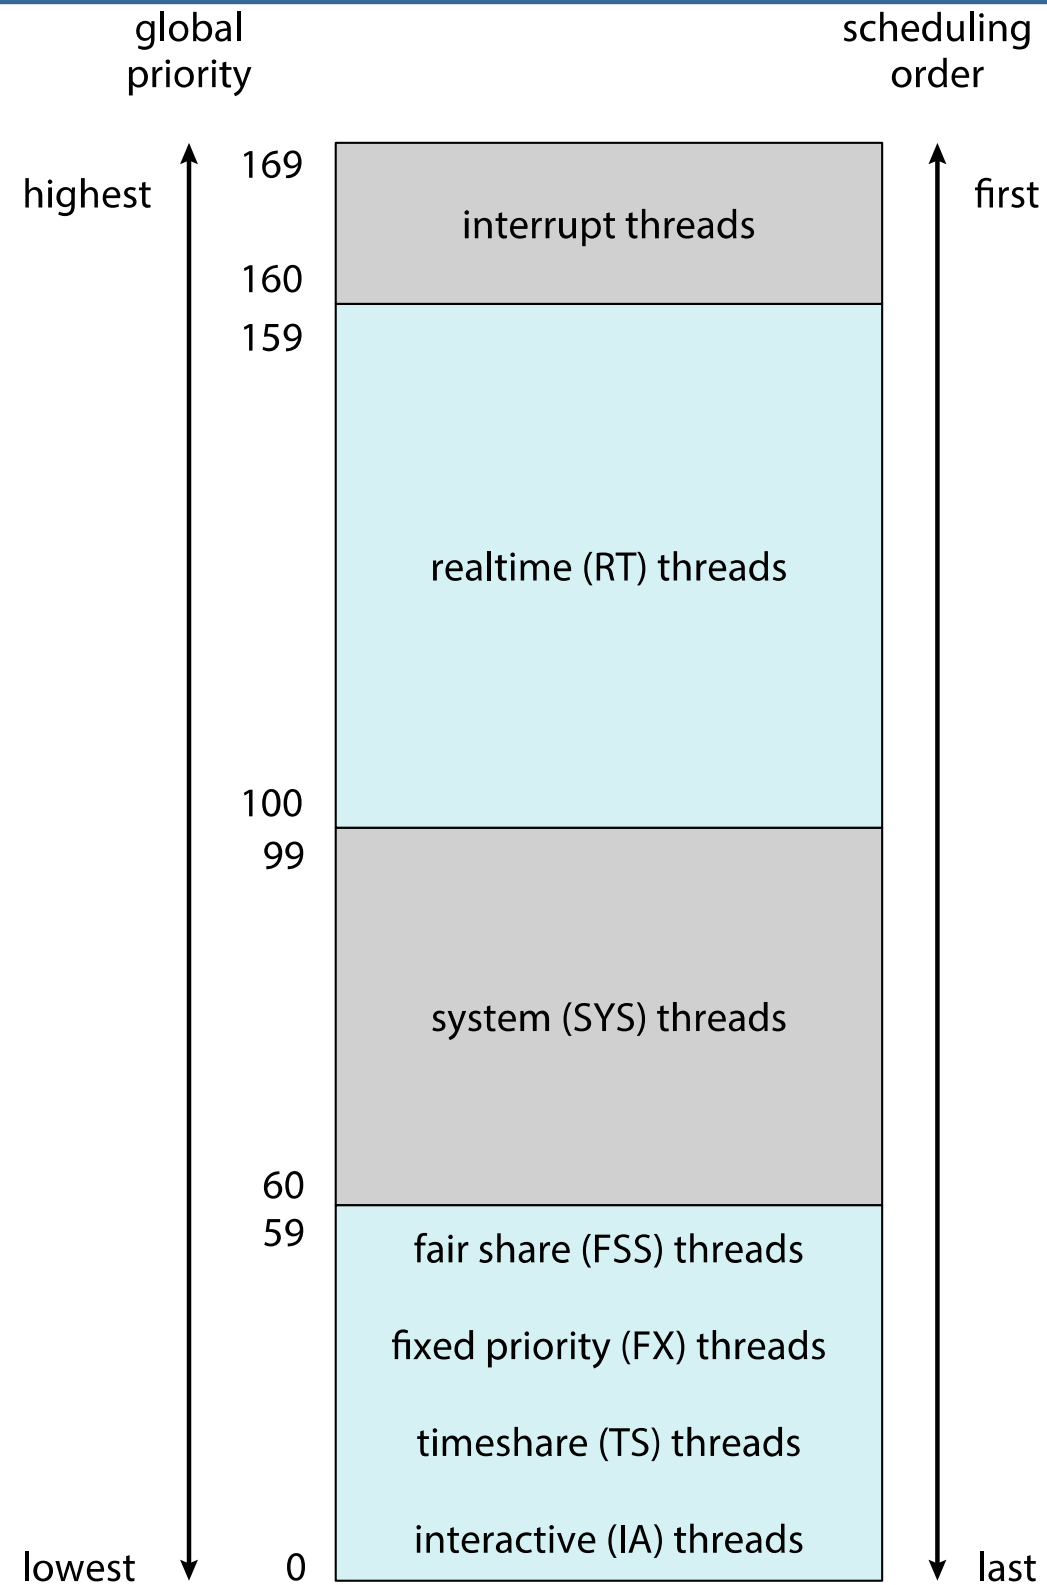 global
priority
scheduling
order
highest
169
interrupt threads
first
160
159
realtime (RT) threads
100
99
system (SYS) threads
60
59
fair share (FSS) threads
fixed priority (FX) threads
timeshare (TS) threads
interactive (IA) threads
lowest
0
last